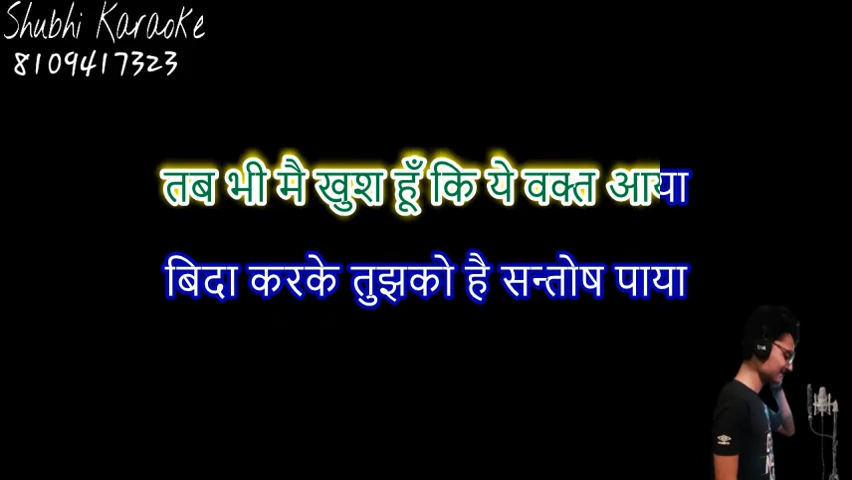 Shubhi Karaoke
8109417323
तब भी मै खुश हूँ कि ये वक्त आया
बिदा करके तुझको है सन्तोष पाया